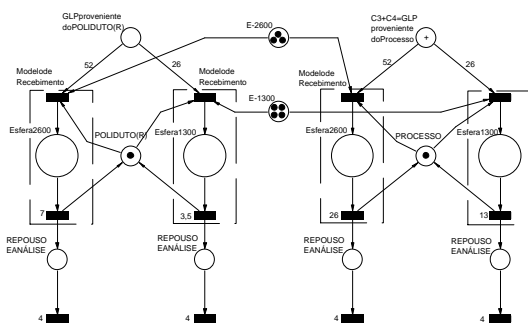 GLPproveniente
doPOLIDUTO(R)
E-2600
C3+C4=GLP
proveniente
doProcesso
+
52
26
52
26
Modelode
Recebimento
Modelode
Recebimento
Modelode
Recebimento
E-1300
Esfera2600
POLIDUTO(R)
Esfera1300
Esfera2600
PROCESSO
Esfera1300
7
3,5
26
13
REPOUSO
EANÁLISE
REPOUSO
EANÁLISE
REPOUSO
EANÁLISE
REPOUSO
EANÁLISE
4
4
4
4